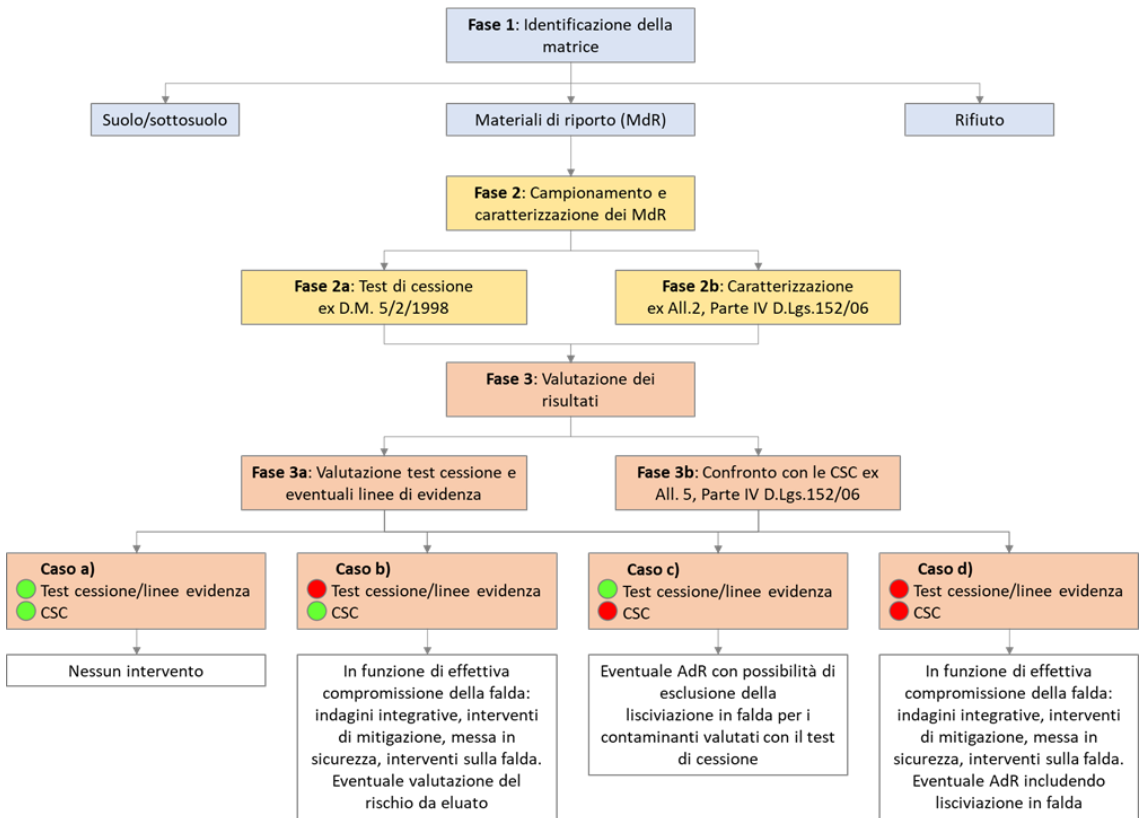 Fase 1: Identificazione della
matrice
Suolo/sottosuolo
Materiali di riporto (MdR)
Rifiuto
Fase 2: Campionamento e
caratterizzazione dei MdR
Fase 2a: Test di cessione
ex D.M. 5/2/1998
Fase 2b: Caratterizzazione
ex All.2, Parte IV D.Lgs.152/06
Fase 3: Valutazione dei
risultati
Fase 3a: Valutazione test cessione e
eventuali linee di evidenza
Fase 3b: Confronto con le CSC ex
All. 5, Parte IV D.Lgs.152/06
Caso a)
Test cessione/linee evidenza
CSC
Nessun intervento
Caso b)
Test cessione/linee evidenza
CSC
In funzione di effettiva
compromissione della falda:
indagini integrative, interventi
di mitigazione, messa in
sicurezza, interventi sulla falda.
Eventuale valutazione del
rischio da eluato
Caso c)
Test cessione/linee evidenza
CSC
Eventuale AdR con possibilità di
esclusione della
lisciviazione in falda per i
contaminanti valutati con il test
di cessione
Caso d)
Test cessione/linee evidenza
CSC
In funzione di effettiva
compromissione della falda:
indagini integrative, interventi
di mitigazione, messa in
sicurezza, interventi sulla falda.
Eventuale AdR includendo
lisciviazione in falda